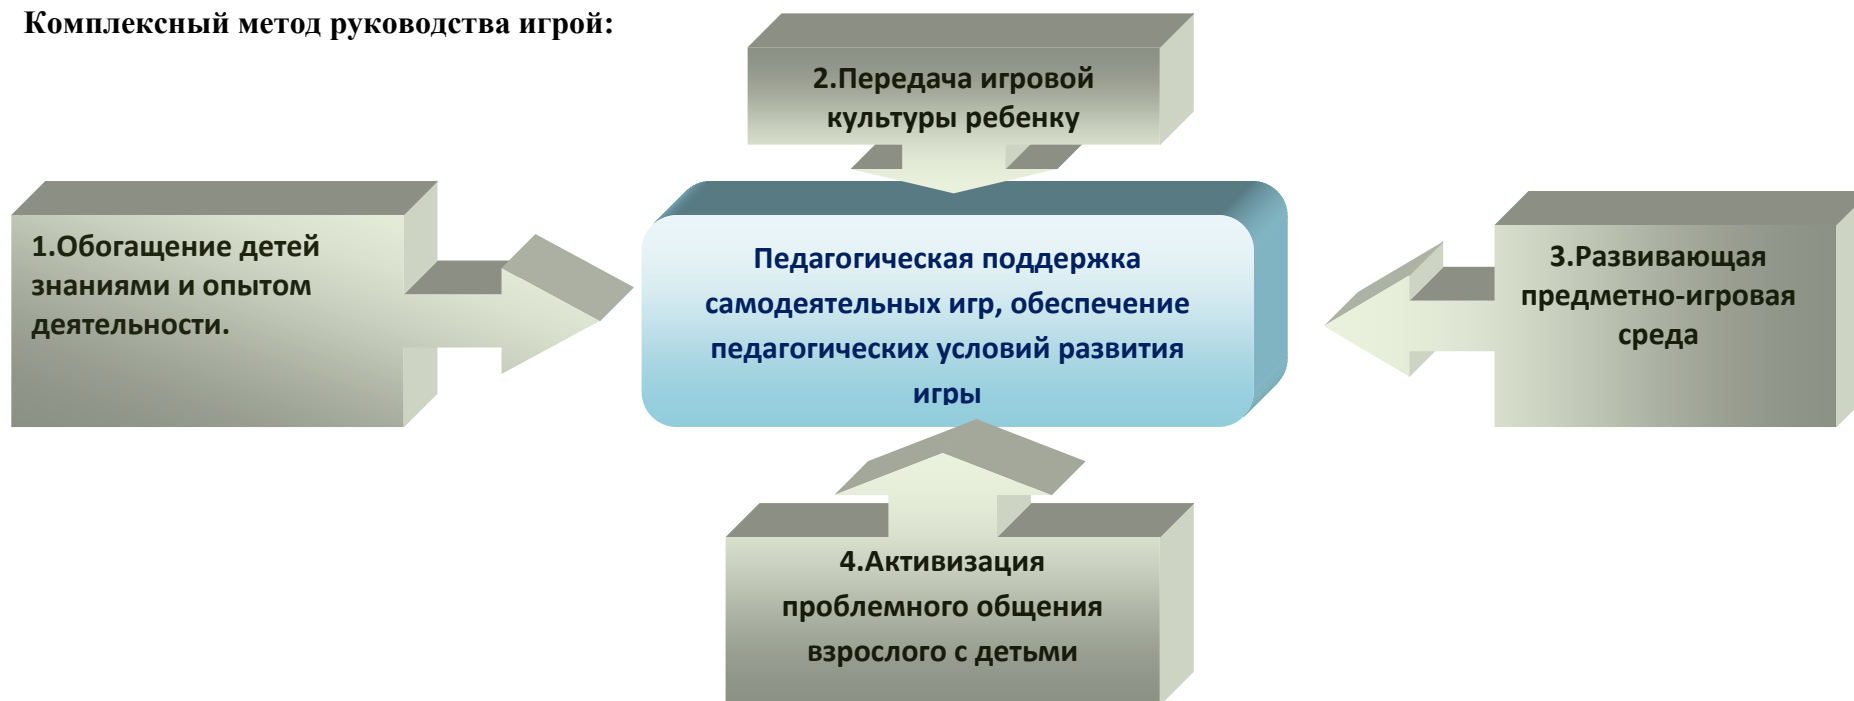 Комплексный метод руководства игрой:
2.Передача игровой
культуры ребенку
1.Обогащение детей
знаниями и опытом
деятельности.
Педагогическая поддержка
самодеятельных игр, обеспечение
педагогических условий развития
игры
3.Развивающая
предметно-игровая
среда
4.Активизация
проблемного общения
взрослого с детьми